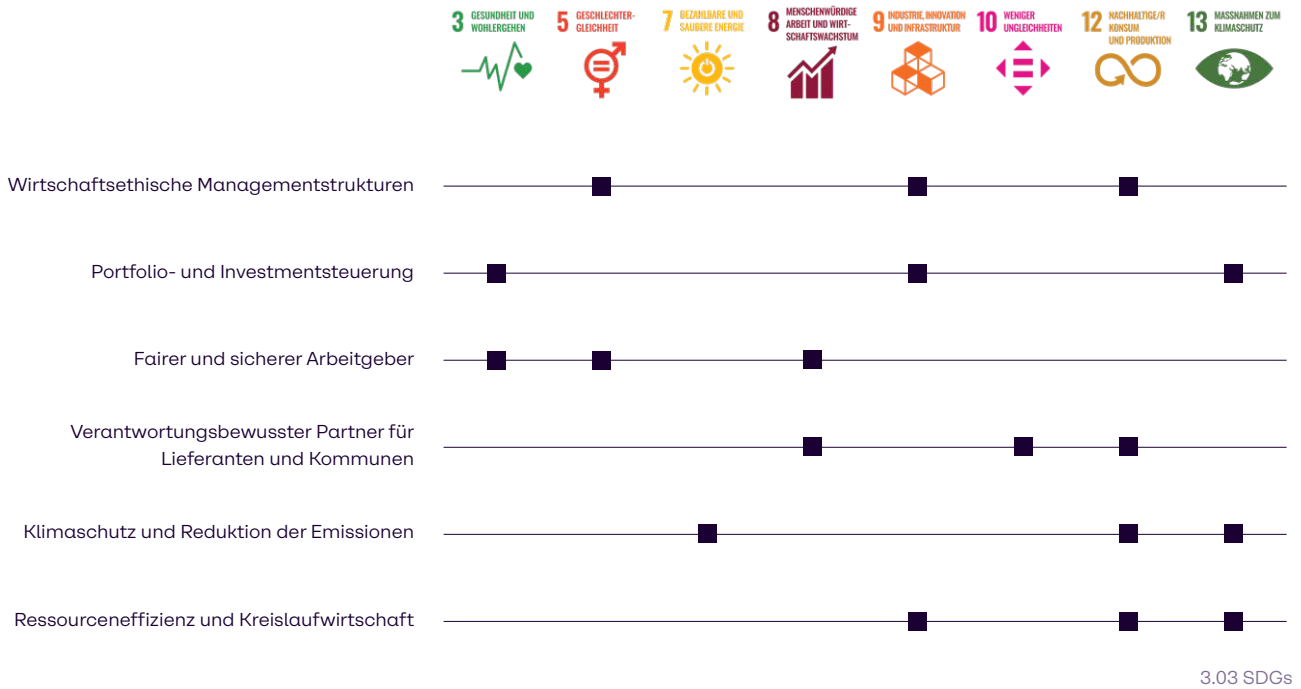 3 GESUNDHEIT UND
WOHLERGEHEN
5 GESCHLECHTER-
GLEICHHEIT
7 BEZAHLBARE UND
SAUBERE ENERGIE
8 MENSCHENWÜRDIGE
ARBEIT UND WIRT-
SCHAFTSWACHSTUM
9 INDUSTRIE, INNOVATION
UND INFRASTRUKTUR
10 WENIGER
UNGLEICHHEITEN
12 NACHHALTIGE/R
KONSUM
UND PRODUKTION
13 MASSNAHMEN ZUM
KLIMASCHUTZ
Wirtschaftsethische Managementstrukturen
Portfolio- und Investmentsteuerung
Fairer und sicherer Arbeitgeber
Verantwortungsbewusster Partner für
Lieferanten und Kommunen
Klimaschutz und Reduktion der Emissionen
Ressourceneffizienz und Kreislaufwirtschaft
3.03 SDGs